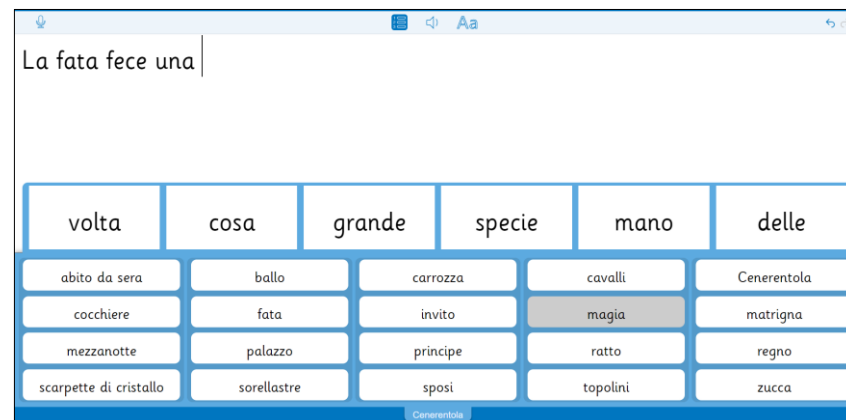 Aa
La fata fece una
volta cosa grande specie mano delle
abito da sera ballo carrozza cavalli Cenerentola
cocchiere fata invito magia matrigna
mezzanotte palazzo principe ratto regno
scarpette di cristallo sorellastre sposi topolini zucca
Cenerentola